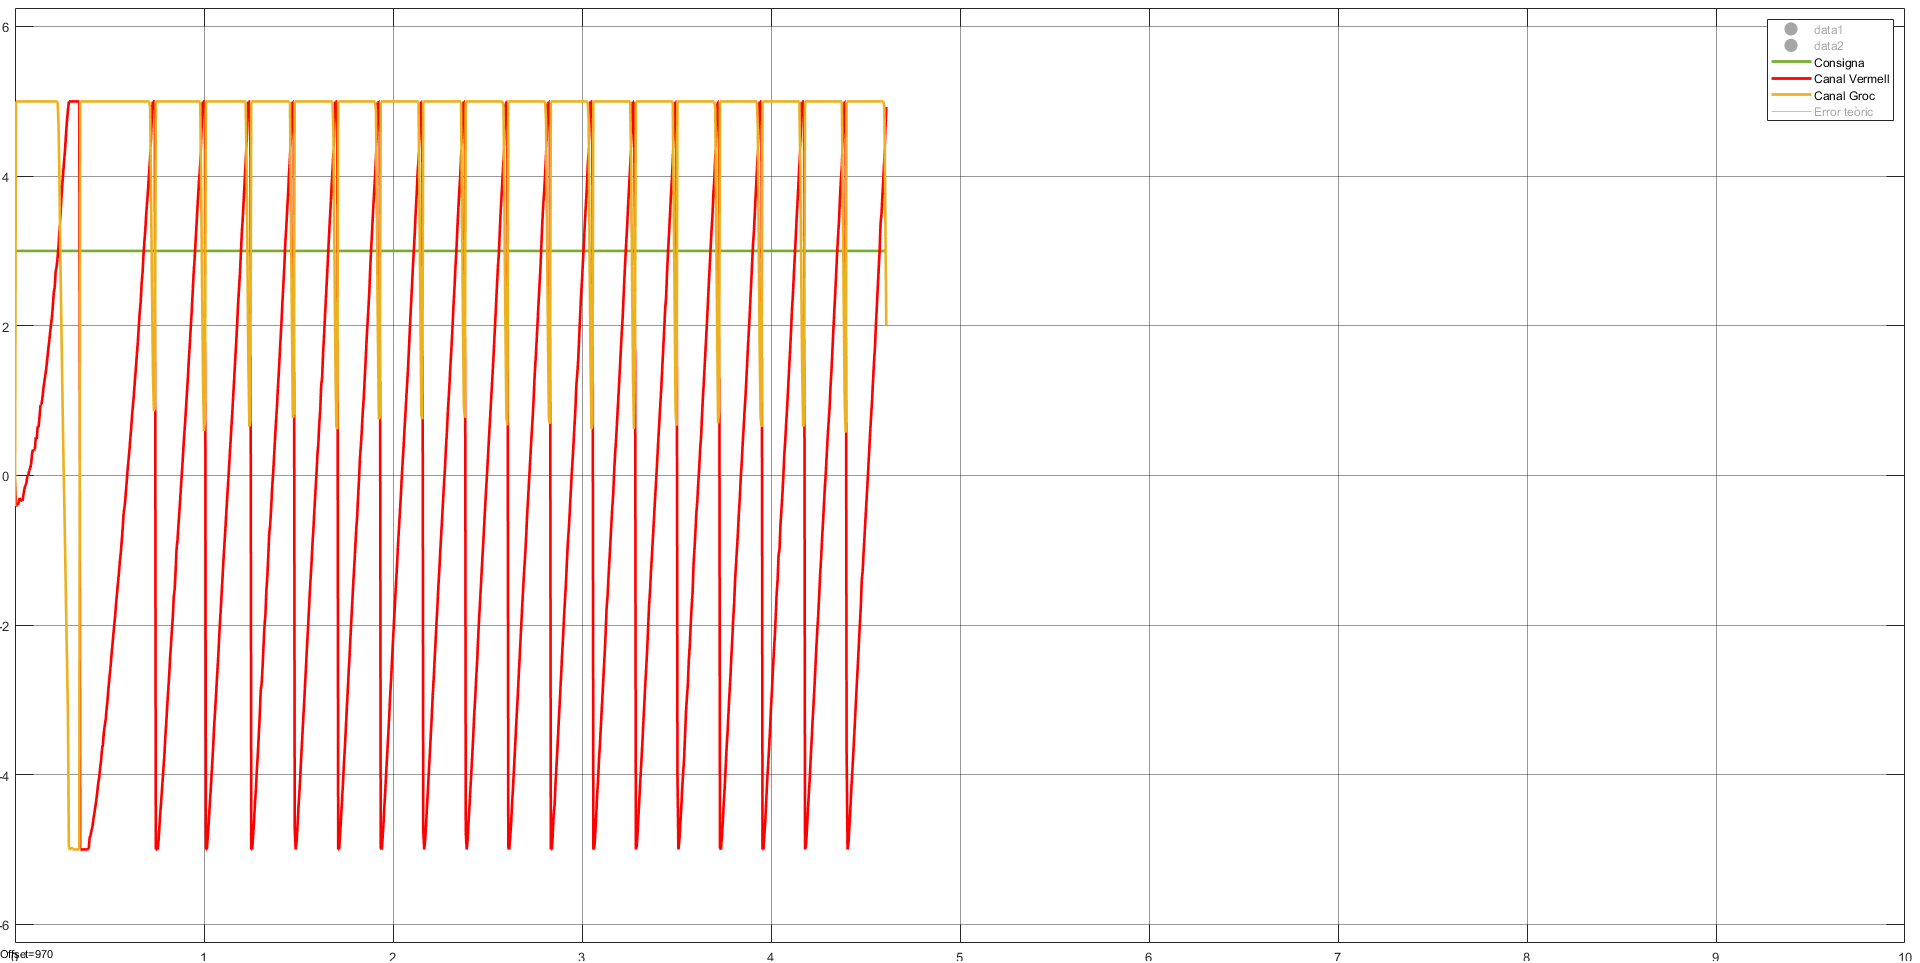 data1
data2
Consigna
Canal Vermell
Canal Groc
Error teòric
6
4
2
0
-2
-4
-6
0 1 2 3 4 5 6 7 8 9 10
Offset=970